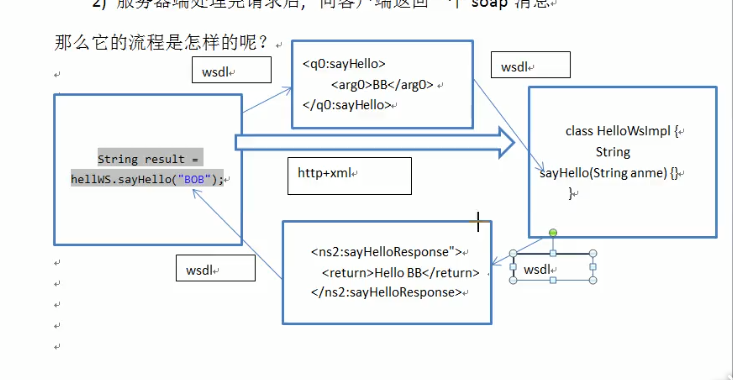 2) 服务器端处理完请求后，向客户端返回一个 soap 消息
那么它的流程是怎样的呢？
wsdl
<q0:sayHello>
<arg0>BB</arg0>
</q0:sayHello>
wsdl
String result =
hellWS.sayHello("BOB");
class HelloWsImpl {
String
sayHello(String anme) {}
}
http+xml
<ns2:sayHelloResponse">
<return>Hello BB</return>
</ns2:sayHelloResponse>
wsdl
wsdl